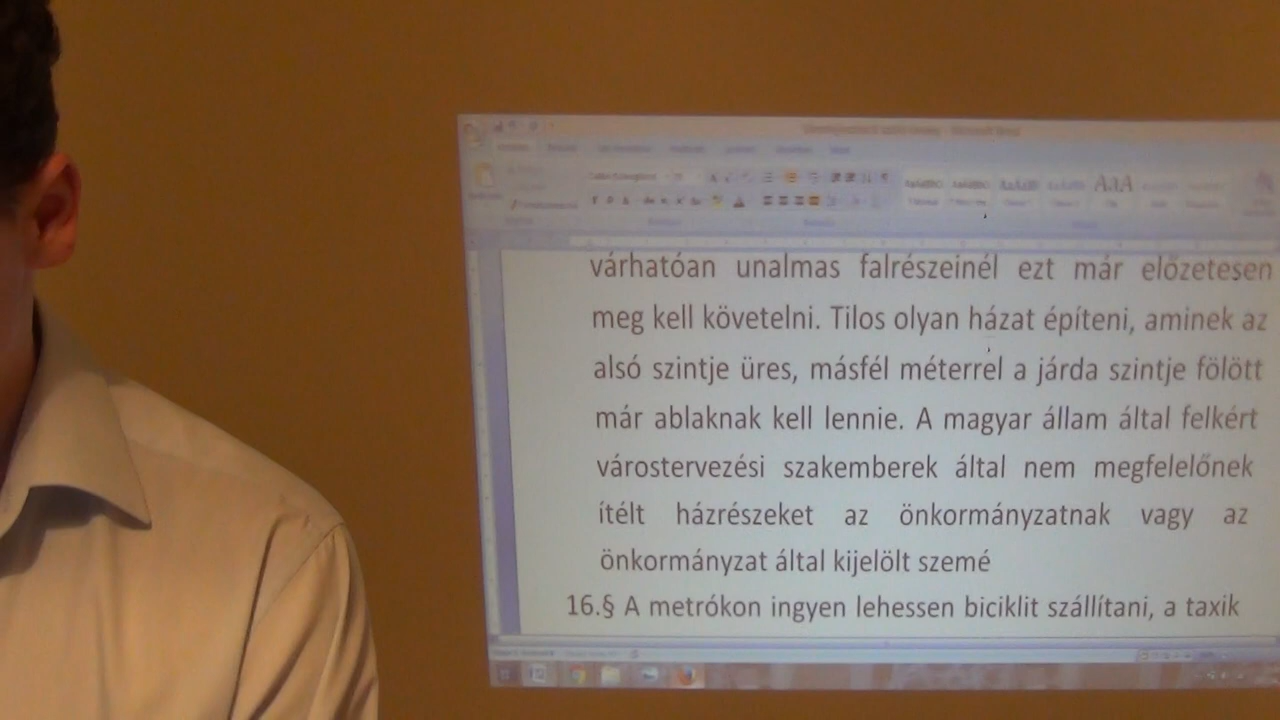 várhatóan unalmas falrészeinél ezt már előzetesen
meg kell követelni. Tilos olyan házat építeni, aminek az
alsó szintje üres, másfél méterrel a járda szintje fölött
már ablaknak kell lennie. A magyar állam által felkért
várostervezési szakemberek által nem megfelelőnek
ítélt házrészeket az önkormányzatnak vagy az
önkormányzat által kijelölt szemé
16.§ A metrókon ingyen lehessen biciklit szállítani, a taxik